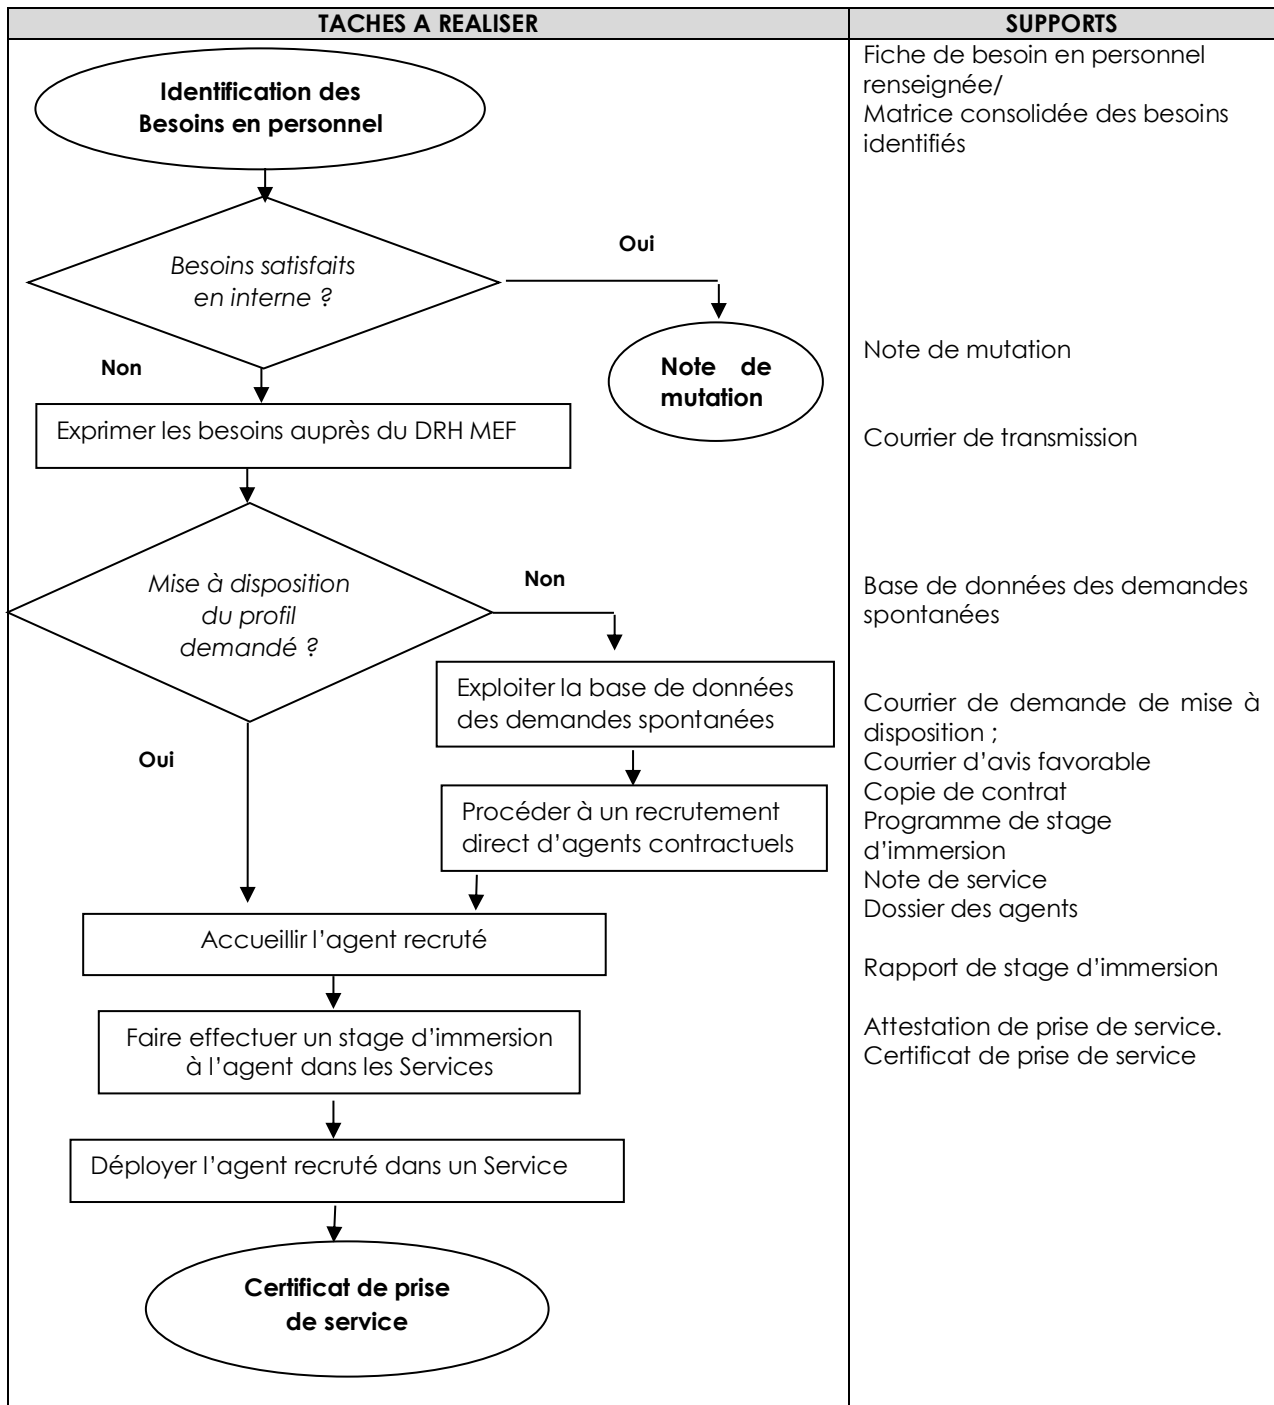 TACHES A REALISER
SUPPORTS
Identification des
Besoins en personnel
Besoins satisfaits
en interne ?
Oui
Non
Note de
mutation
Exprimer les besoins auprès du DRH MEF
Mise à disposition
du profil
demandé ?
Non
Oui
Exploiter la base de données
des demandes spontanées
Procéder à un recrutement
direct d’agents contractuels
Accueillir l’agent recruté
Faire effectuer un stage d’immersion
à l’agent dans les Services
Déployer l’agent recruté dans un Service
Certificat de prise
de service
Fiche de besoin en personnel
renseignée/
Matrice consolidée des besoins
identifiés
Note de mutation
Courrier de transmission
Base de données des demandes
spontanées
Courrier de demande de mise à
disposition ;
Courrier d’avis favorable
Copie de contrat
Programme de stage
d’immersion
Note de service
Dossier des agents
Rapport de stage d’immersion
Attestation de prise de service.
Certificat de prise de service